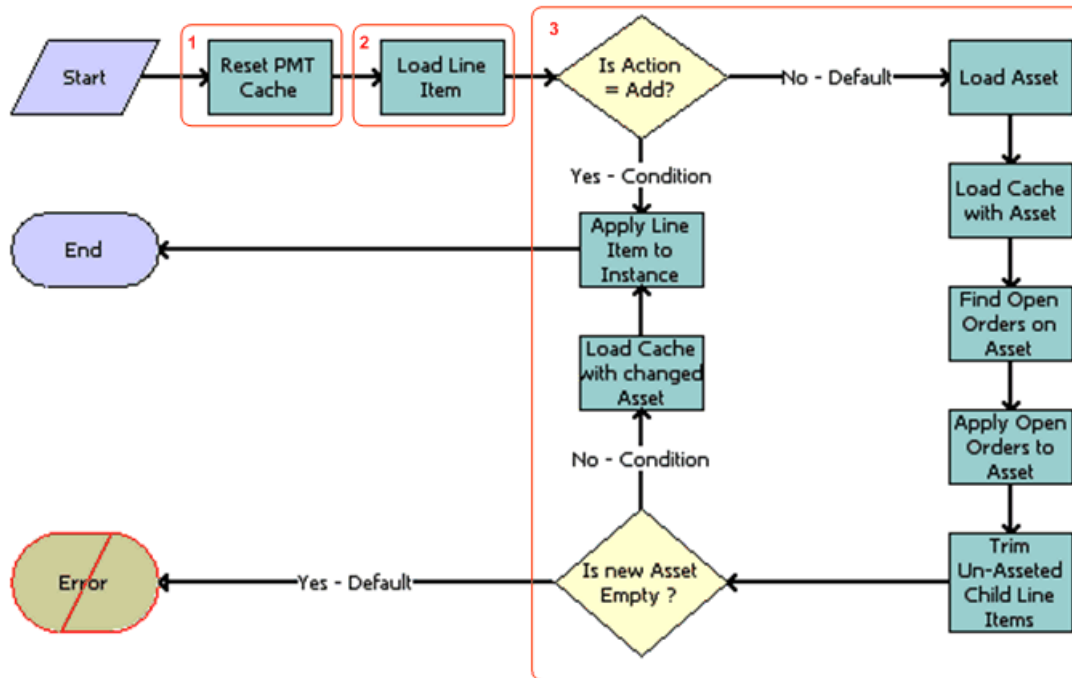 1
2
3
Start
Reset PMT
Cache
Load Line
Item
Is Action
= Add?
No - Default
Load Asset
Yes - Condition
Load Cache
with Asset
End
Apply Line
Item to
Instance
Find Open
Orders on
Asset
Load Cache
with changed
Asset
Apply Open
Orders to
Asset
No - Condition
Error
Yes - Default
Is new Asset
Empty ?
Trim
Un-Asseted
Child Line
Items